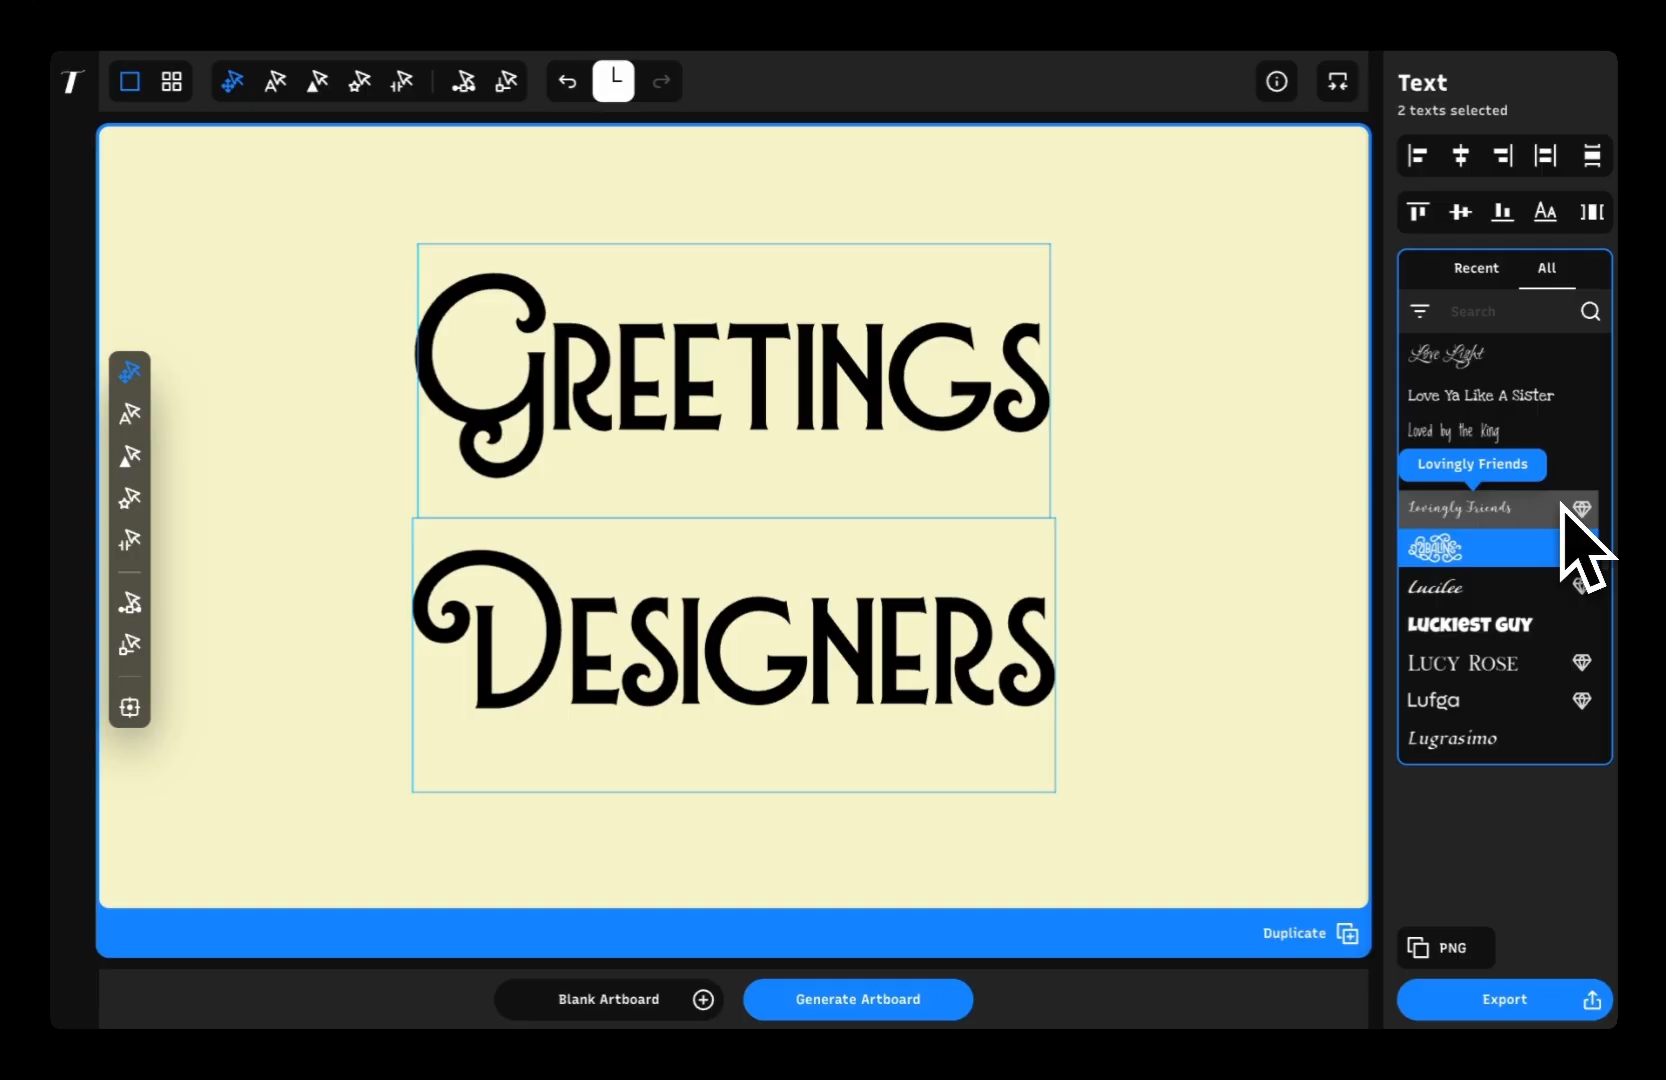 T
L
Text
2 texts selected
Recent
All
Search
Love Light
Love Ya Like A Sister
Loved by the King
Lovingly Friends
Lovingly Friends
Lucilee
LUCKIEST GUY
LUCY ROSE
Lufga
Lugrasimo
GREETINGS
DESIGNERS
Duplicate
PNG
Blank Artboard
Generate Artboard
Export